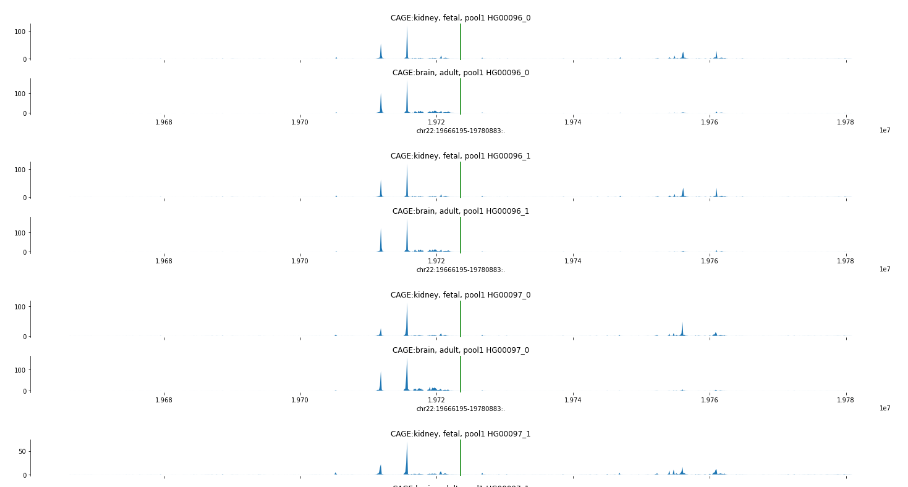 CAGE:kidney, fetal, pool1 HG00096_0
100
0
CAGE:brain, adult, pool1 HG00096_0
100
0
1.968 1.970 1.972 1.974 1.976 1.978
1e7
chr22:19666195-19780883:.
CAGE:kidney, fetal, pool1 HG00096_1
100
0
CAGE:brain, adult, pool1 HG00096_1
100
0
1.968 1.970 1.972 1.974 1.976 1.978
1e7
chr22:19666195-19780883:.
CAGE:kidney, fetal, pool1 HG00097_0
100
0
CAGE:brain, adult, pool1 HG00097_0
100
0
1.968 1.970 1.972 1.974 1.976 1.978
1e7
chr22:19666195-19780883:.
CAGE:kidney, fetal, pool1 HG00097_1
50
0